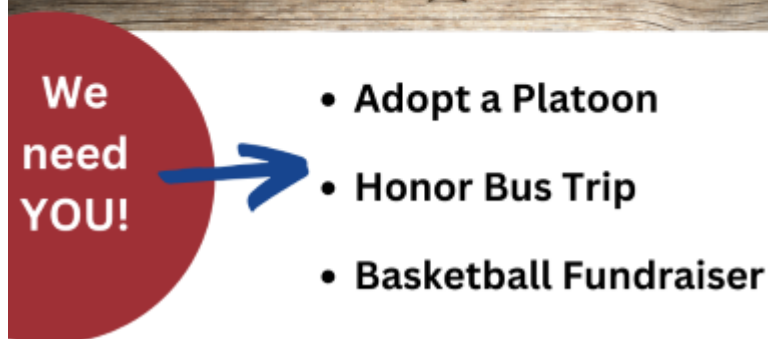 We
need
YOU!
• Adopt a Platoon
• Honor Bus Trip
• Basketball Fundraiser